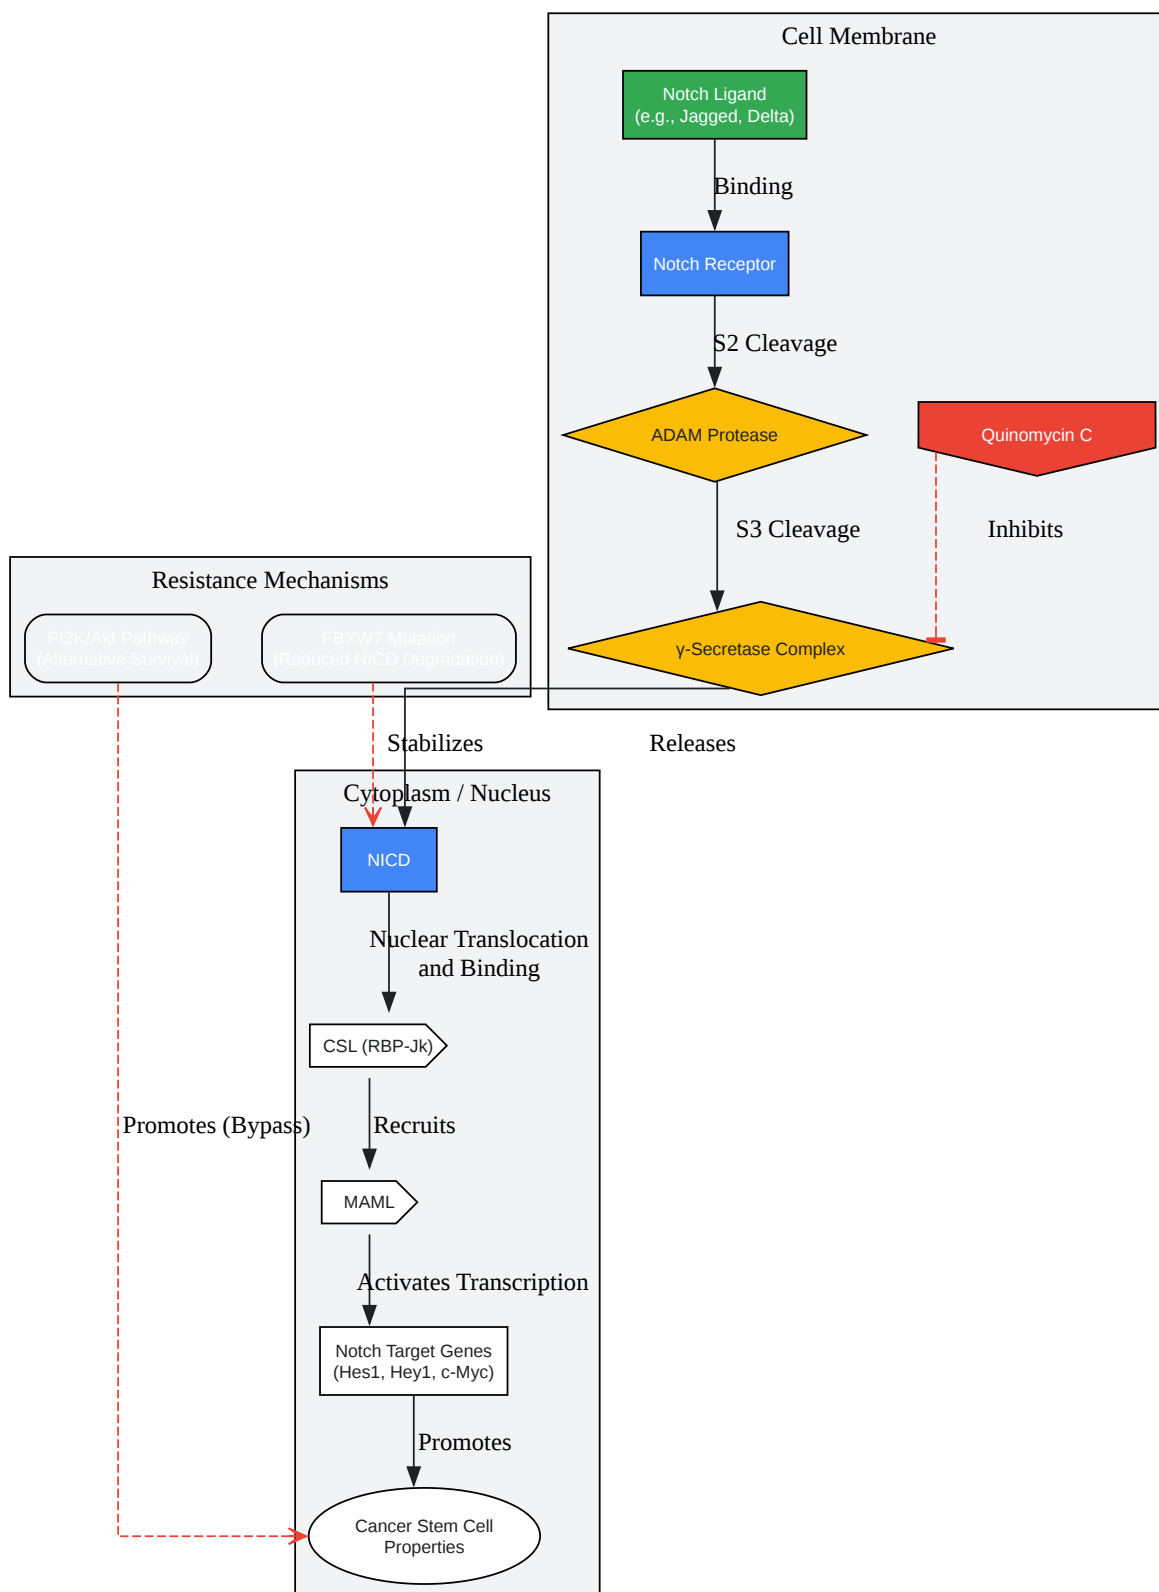 Cell Membrane
Notch Ligand
(e.g., Jagged, Delta)
Binding
Notch Receptor
S2 Cleavage
ADAM Protease
Quinomycin C
S3 Cleavage
Inhibits
Resistance Mechanisms
PI3K/Akt Pathway
(Alternative Survival)
FBXW7 Mutation
(Reduced NICD Degradation)
γ-Secretase Complex
Stabilizes
Releases
Cytoplasm / Nucleus
NICD
Nuclear Translocation
and Binding
CSL (RBP-Jk)
Promotes (Bypass)
Recruits
MAML
Activates Transcription
Notch Target Genes
(Hes1, Hey1, c-Myc)
Promotes
Cancer Stem Cell
Properties